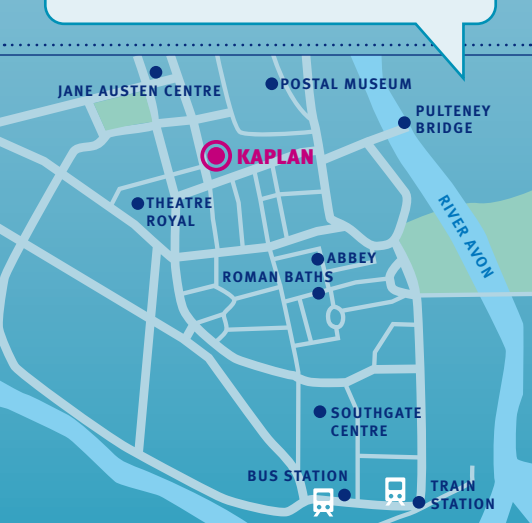 JANE AUSTEN CENTRE
POSTAL MUSEUM
PULTENEY
BRIDGE
KAPLAN
THEATRE
ROYAL
RIVER AVON
ABBEY
ROMAN BATHS
SOUTHGATE
CENTRE
BUS STATION
TRAIN
STATION